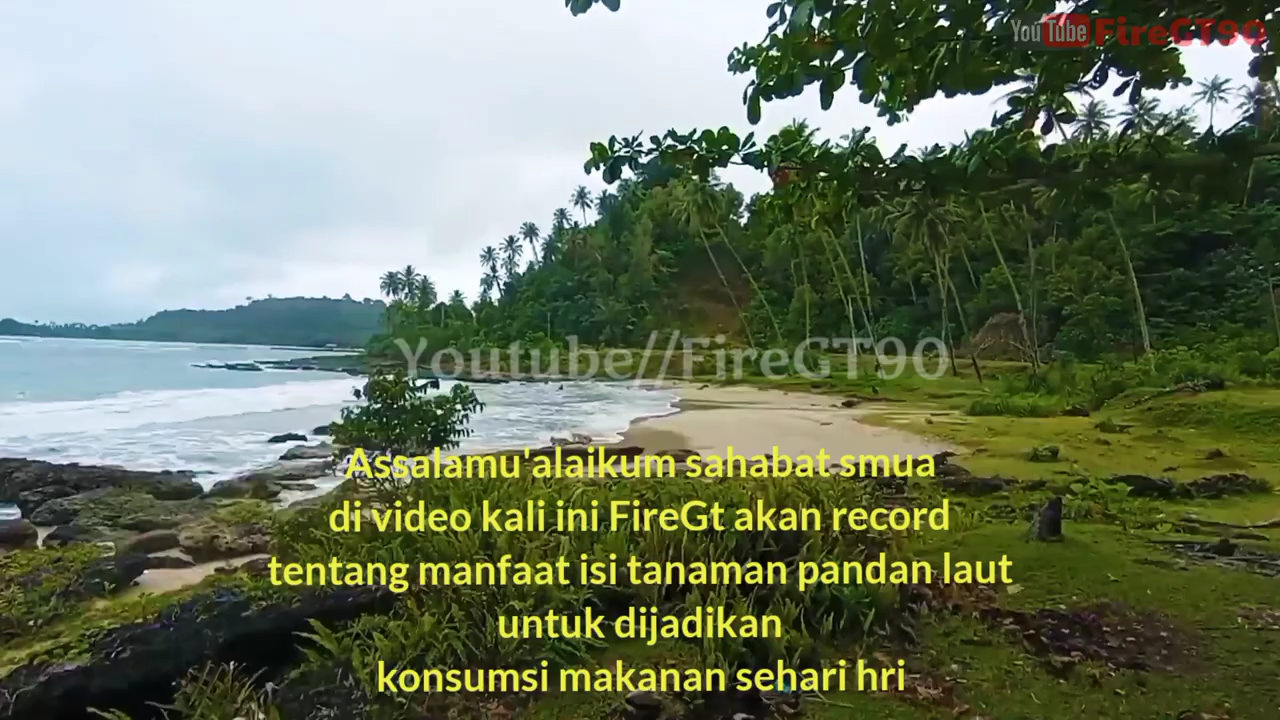 YouTube FireGT90
Youtube//FireGT90
Assalamu'alaikum sahabat smua
di video kali ini FireGt akan record
tentang manfaat isi tanaman pandan laut
untuk dijadikan
konsumsi makanan sehari hri